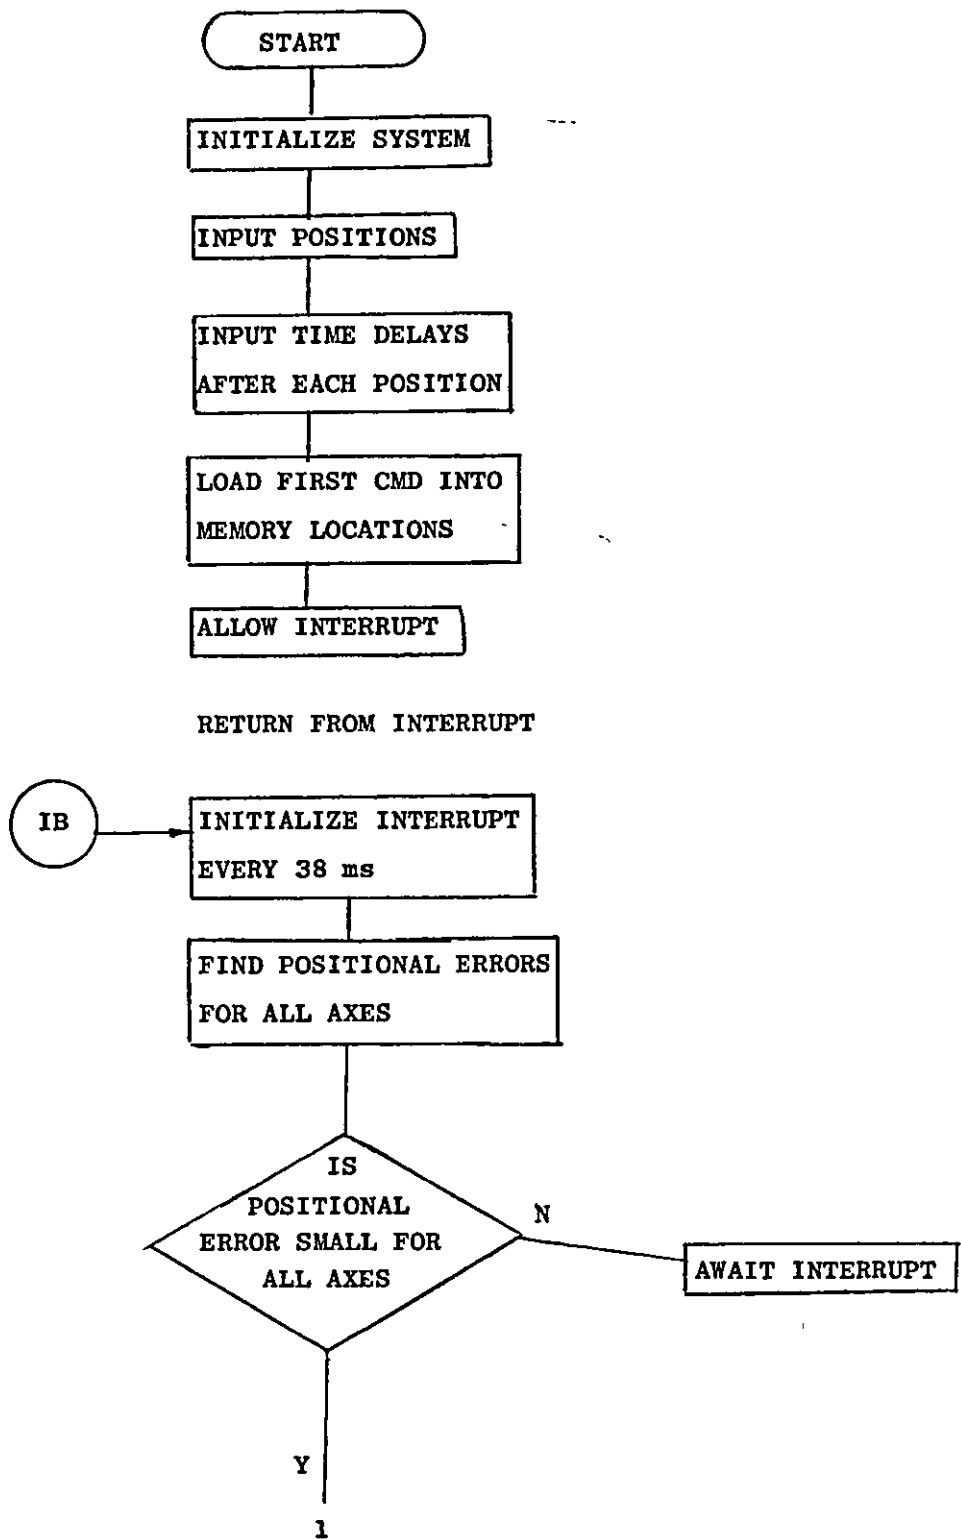 START
INITIALIZE SYSTEM
INPUT POSITIONS
INPUT TIME DELAYS
AFTER EACH POSITION
LOAD FIRST CMD INTO
MEMORY LOCATIONS
ALLOW INTERRUPT
RETURN FROM INTERRUPT
IB
INITIALIZE INTERRUPT
EVERY 38 ms
FIND POSITIONAL ERRORS
FOR ALL AXES
IS
POSITIONAL
ERROR SMALL FOR
ALL AXES
N
AWAIT INTERRUPT
Y
1